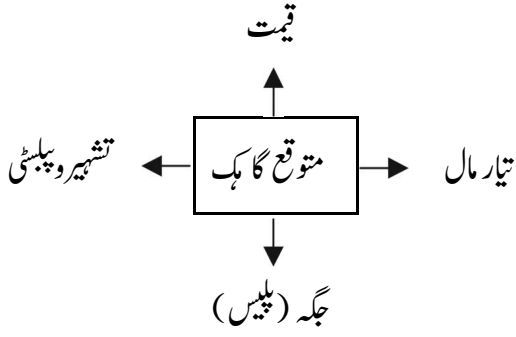 قیمت
تیار مال
متوقع گاہک
تشہیر و پبلسٹی
جگہ (پلیس)